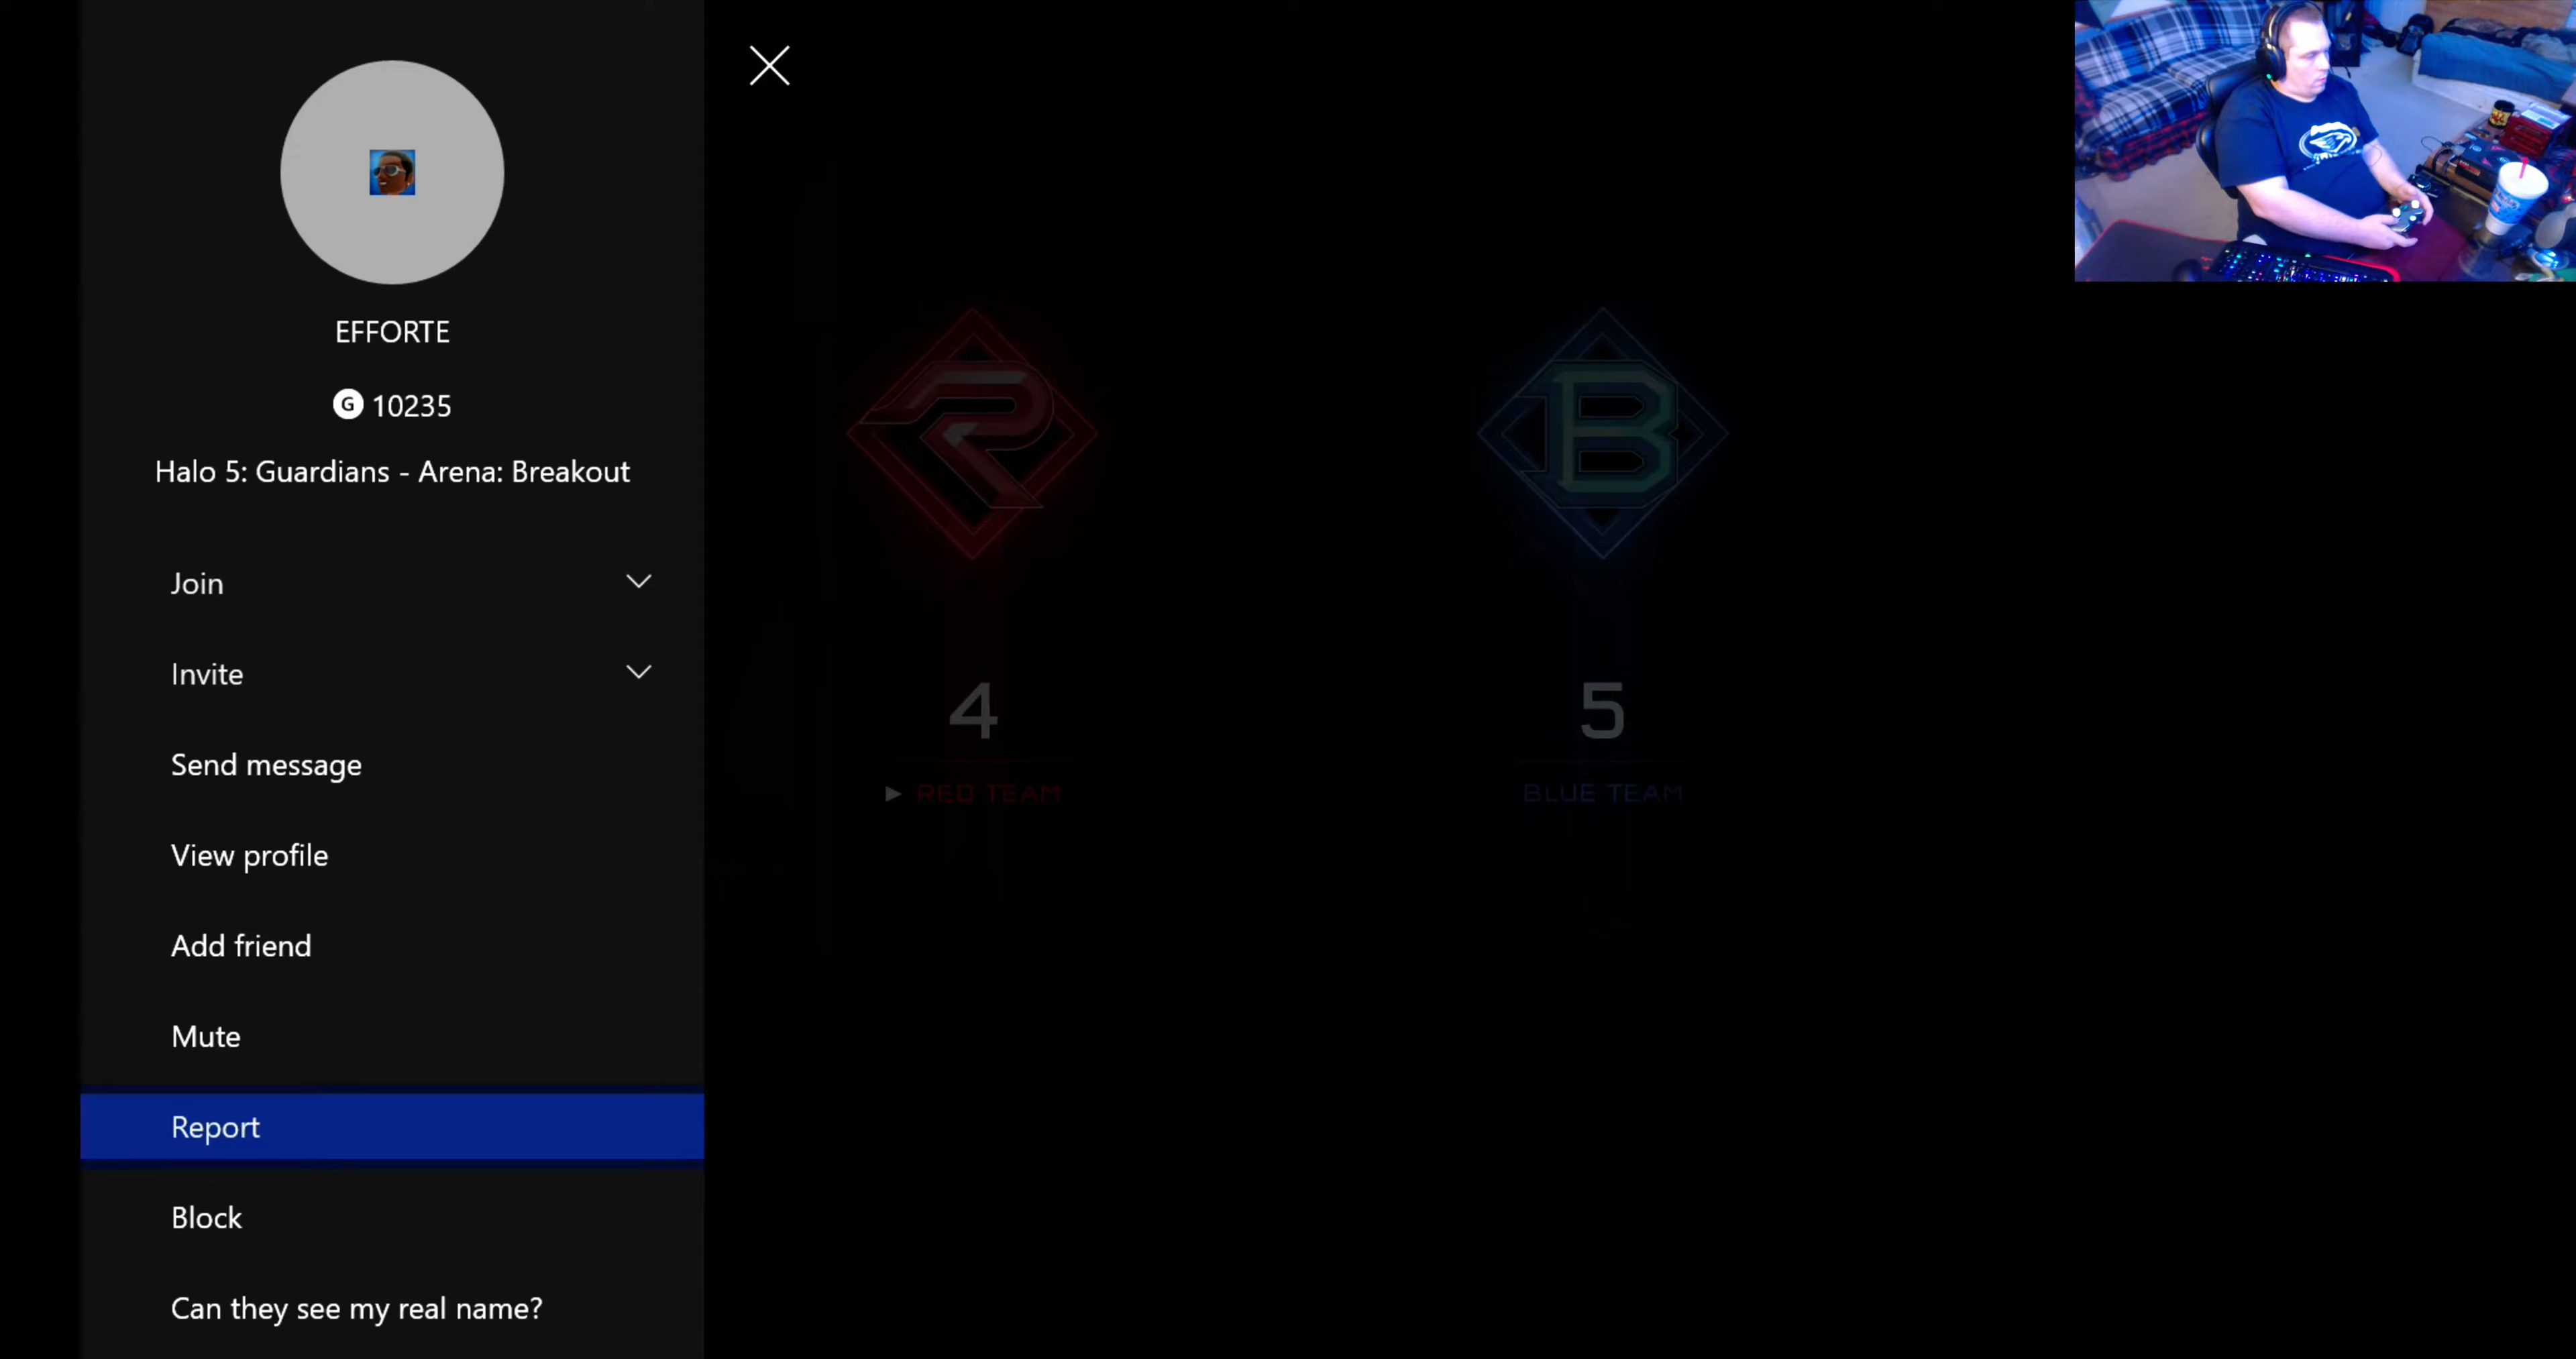 EFFORTE
G 10235
Halo 5: Guardians - Arena: Breakout
Join
Invite
Send message
View profile
Add friend
Mute
Report
Block
Can they see my real name?
R
B
4
5
RED TEAM
BLUE TEAM